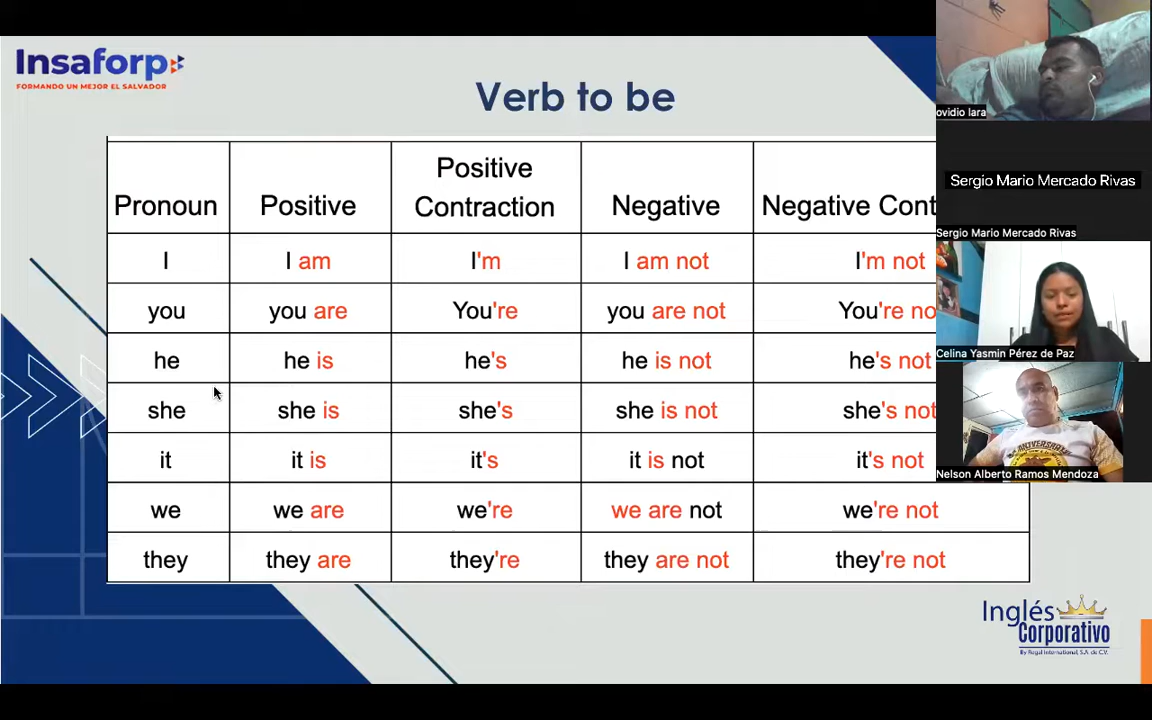 Insaforp
FORMANDO UN MEJOR EL SALVADOR
Verb to be
Pronoun Positive Positive Contraction Negative Negative Cont
I I am I'm I am not I'm not
you you are You're you are not You're no
he he is he's he is not he's not
she she is she's she is not she's not
it it is it's it is not it's not
we we are we're we are not we're not
they they are they're they are not they're not
ovidio lara
Sergio Mario Mercado Rivas
Sergio Mario Mercado Rivas
Celina Yasmin Pérez de Paz
Nelson Alberto Ramos Mendoza
Inglés
Corporativo
By Regal International, S.A. de C.V.